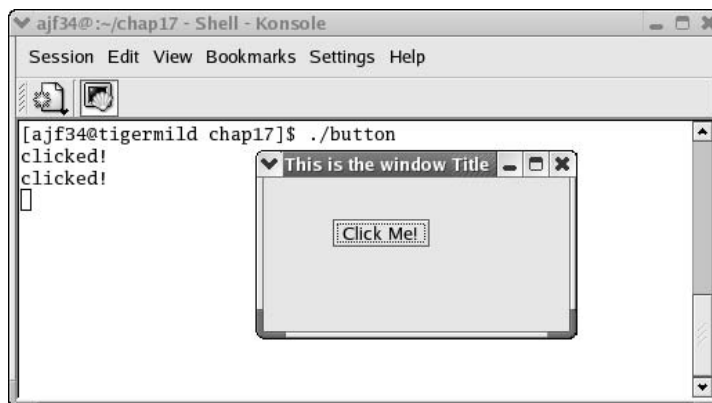 ajf34@:~/chap17 - Shell - Konsole
Session Edit View Bookmarks Settings Help
[ajf34@tigermild chap17]$ ./button
clicked!
clicked!
This is the window Title
Click Me!